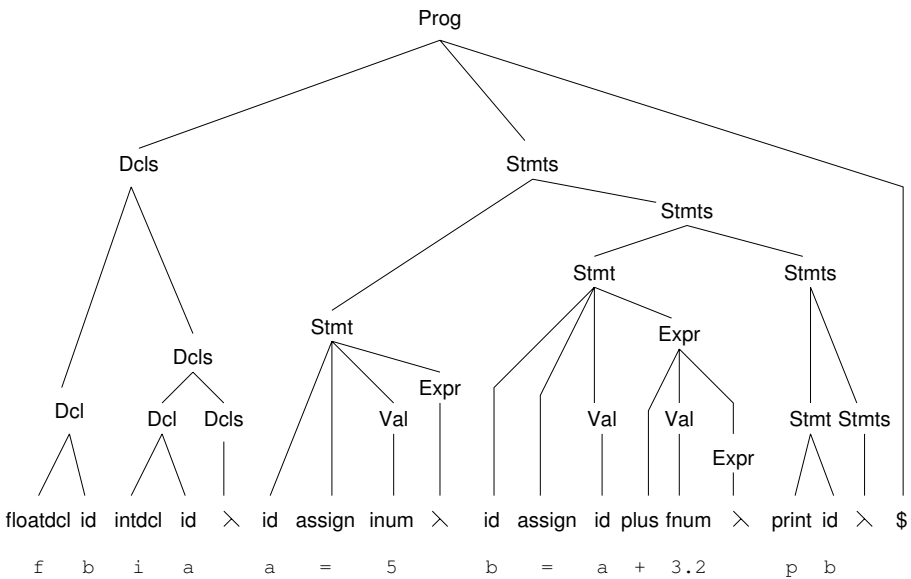 Prog
Dcls Stmts
Stmts
Stmt Stmts
Stmt Expr
Dcls
Expr
Dcl Dcl Dcls Val Val Val Stmt Stmts
Expr
floatdcl id intdcl id λ id assign inum λ id assign id plus fnum λ print id λ $
f b i a a = 5 b = a + 3.2 p b